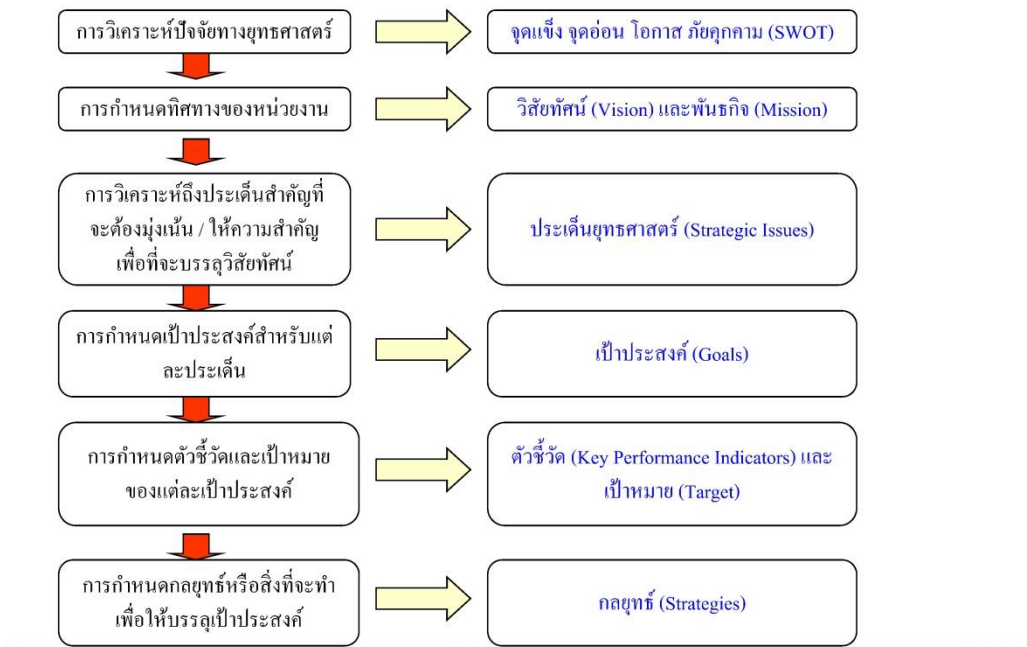 การวิเคราะห์ปัจจัยทางยุทธศาสตร์
จุดแข็ง จุดอ่อน โอกาส ภัยคุกคาม (SWOT)
การกำหนดทิศทางของหน่วยงาน
วิสัยทัศน์ (Vision) และพันธกิจ (Mission)
การวิเคราะห์ถึงประเด็นสำคัญที่
จะต้องมุ่งเน้น / ให้ความสำคัญ
เพื่อที่จะบรรลุวิสัยทัศน์
ประเด็นยุทธศาสตร์ (Strategic Issues)
การกำหนดเป้าประสงค์สำหรับแต่
ละประเด็น
เป้าประสงค์ (Goals)
การกำหนดตัวชี้วัดและเป้าหมาย
ของแต่ละเป้าประสงค์
ตัวชี้วัด (Key Performance Indicators) และ
เป้าหมาย (Target)
การกำหนดกลยุทธ์หรือสิ่งที่จะทำ
เพื่อให้บรรลุเป้าประสงค์
กลยุทธ์ (Strategies)